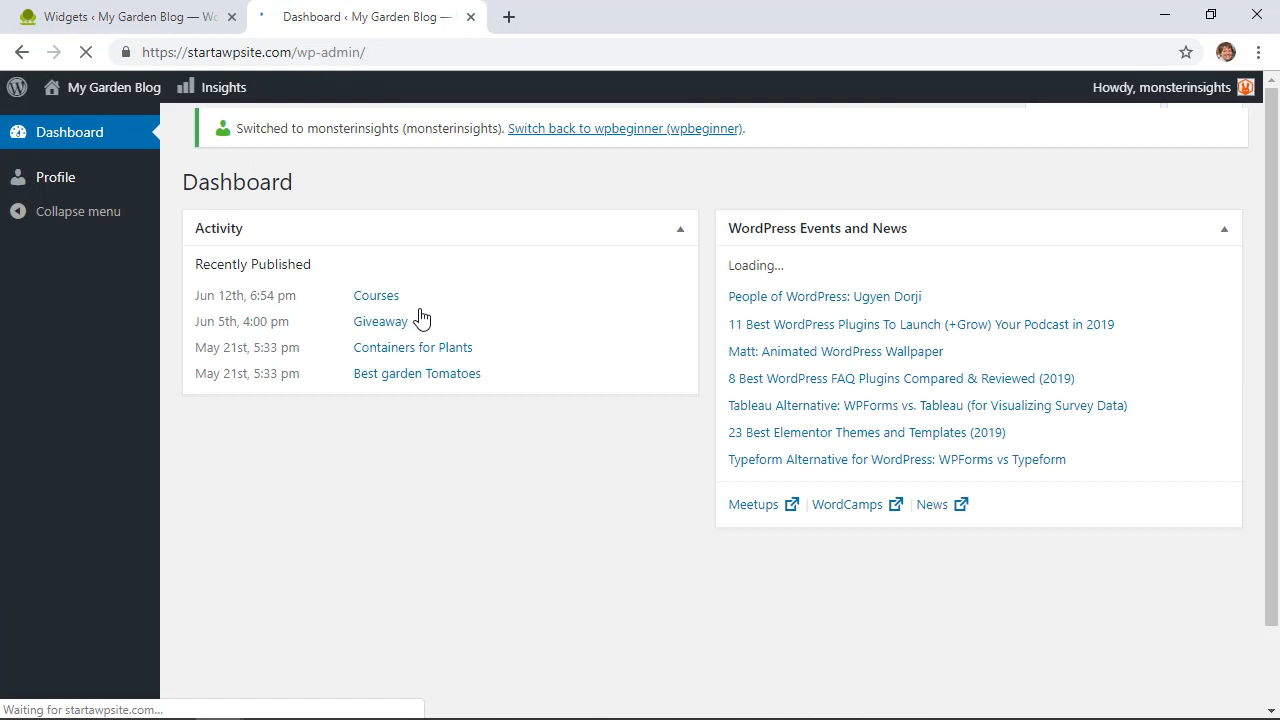 Widgets ‹ My Garden Blog — Wo
Dashboard ‹ My Garden Blog —
https://startawpsite.com/wp-admin/
My Garden Blog
Insights
Howdy, monsterinsights
Dashboard
Profile
Collapse menu
Switched to monsterinsights (monsterinsights). Switch back to wpbeginner (wpbeginner).
Dashboard
Activity
Recently Published
Jun 12th, 6:54 pm Courses
Jun 5th, 4:00 pm Giveaway
May 21st, 5:33 pm Containers for Plants
May 21st, 5:33 pm Best garden Tomatoes
WordPress Events and News
Loading...
People of WordPress: Ugyen Dorji
11 Best WordPress Plugins To Launch (+Grow) Your Podcast in 2019
Matt: Animated WordPress Wallpaper
8 Best WordPress FAQ Plugins Compared & Reviewed (2019)
Tableau Alternative: WPForms vs. Tableau (for Visualizing Survey Data)
23 Best Elementor Themes and Templates (2019)
Typeform Alternative for WordPress: WPForms vs Typeform
Meetups | WordCamps | News
Waiting for startawpsite.com...